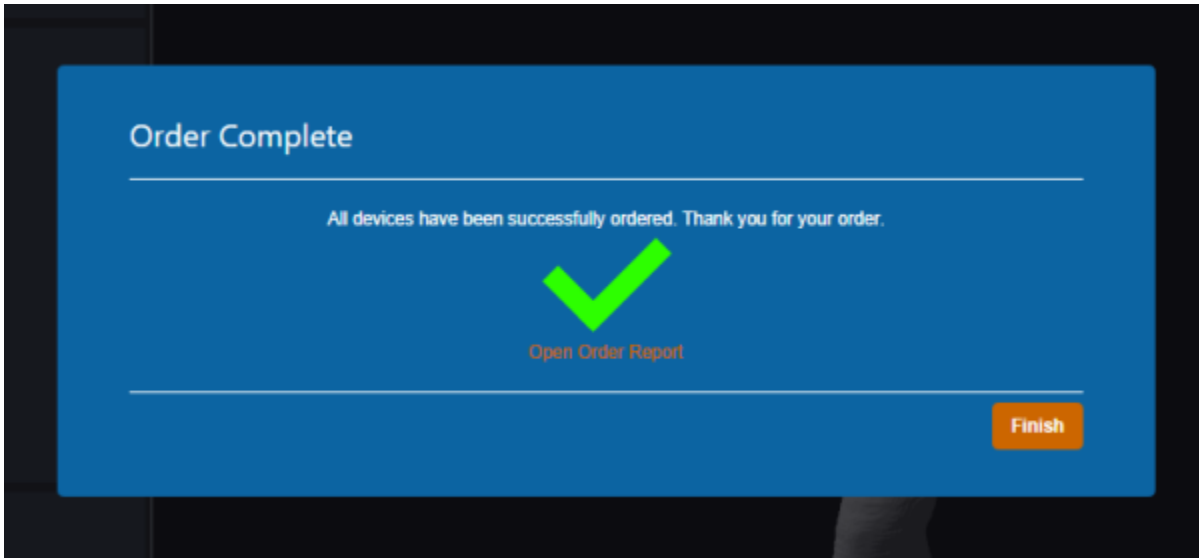 Order Complete
All devices have been successfully ordered. Thank you for your order.
Open Order Report
Finish